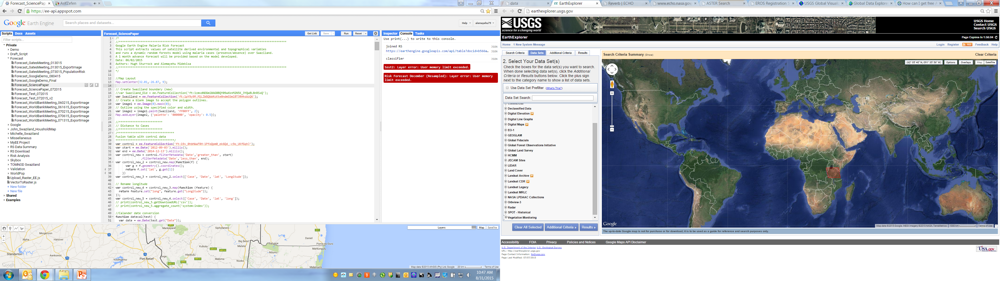 Forecast_SciencePap
ArifZefen
https://ee-api.appspot.com
Google Earth Engine
Search places and datasets...
Help
alemayehu79
Scripts Docs Assets
Filter scripts...
Private
Demo
Draft_Script
Forecast
Forecast_GatesMeeting_013015
Forecast_GatesMeeting_013015_ExportImage
Forecast_GatesMeeting_073015_PopulationRisk
Forecast_GoogleDemo_080415
Forecast_GoogleDemo_Final
Forecast_SciencePaper
Forecast_SciencePaper_072015
Forecast_Test_072015
Forecast_Test_072015_v2
Forecast_WorldBankMeeting_060215_ExportImage
Forecast_WorldBankMeeting_061615_ExportImage
Forecast_WorldBankMeeting_070215_ExportImage
Forecast_WorldBankMeeting_070615_ExportImage
Forecast_WorldBankMeeting_071315_ExportImage
Google
John_Swaziland_HousholdMap
Michelle_Swaziland
Missellaneous
MyEE Project
RS Data Summary
RS Download
Risk Analysis
Skybox
TOMNOD Swaziland
Validation
WorldPop
Upload_Raster_EE.js
VectorToRaster.js
+ New folder
+ New file
Shared
Examples
Forecast_SciencePaper
Get Link Save Run Reset
1 /*
2 //****************************************************************************
3 Google Earth Engine Malaria Risk Forecast
4 This script extracts values of satellite derived environmental and topographical variables
5 and runs a dynamic random forests model using malaria cases (presence/absence) over Swaziland.
6 A 1 month advance forecast will be provided based on the model developed.
7 Date: 06/02/2015
8 Authors: Hugh Sturrock and Alemayehu Midekisa
9 //****************************************************************************
10 */
11
12 //Map Layout
13 Map.setCenter(32.01,-26.87, 9);
14
15 // Create Swaziland boundary (new)
16 //var Swaziland_Old = ee.FeatureCollection(
17 var Swaziland = ee.FeatureCollection(
18 // Create a blank image to accept the polygon outlines.
19 var image1 = ee.Image(0).mask(0);
20 // Outline using the specified color and width.
21 var image2 = image1.paint(Swaziland, 'ff00ff', 2);
22 Map.addLayer(image2, {'palette': '000000', 'opacity': 0.5});
23
24 //***************************
25 // Distance to Cases
26 //***************************
27 /**********************************
28 Fusion table with control data
29 **********************************/
30 var control = ee.FeatureCollection(
31 var start = ee.Date('2012-09-03').millis();
32 var end = ee.Date('2014-12-13').millis();
33 var control_new = control.filterMetadata('Date','greater_than', start)
34 .filterMetadata('Date','less_than', end);
35 var control_new_2 = control_new.map(function(f) {
36 var g = f.geometry().coordinates();
37 return f.set('lat', g.get(1))
38 })
39 var control_new_3 = control_new_2.select(['Case', 'Date', 'lat', 'Longitude']);
40
41 // Rename longitude
42 var control_new_4 = control_new_3.map(function (feature) {
43 return feature.set("long", feature.get("Longitude"));
44 });
45 var control_new_5 = control_new_4.select(['Case', 'Date', 'lat', 'long']);
46 // print(control_new_5.getDownloadURL('csv'));
47 // print(control_new_5.aggregate_count('system:index'));
48
49 //Calander date conversion
50 function datecal(test) {
51 var date = ee.Date(test.get("Date"));
Inspector Console Tasks
Use print(...) to write to this console.
joined RS JSON
https://earthengine.googleapis.com/api/table?docid=b566a... JSON
classifier JSON
test2: Layer error: User memory limit exceeded.
Risk Forecast December (Resampled): Layer error: User memory
limit exceeded.
Layers Map Satellite
Mankayane
Siphofaneni
Morgenzon
Alpha
Hanover
Standerton
Ankomst
KwaNgema
Piet Retief
Gege
Kubuta
Hlatikulu
Maloma
Matata
Big Bend
Nsoko
Catuane
Ndumu
Daniel
Ponta do Ouro
Mahlungulu
Malangeni
Google
Map data ©2015 AfriGIS (Pty) Ltd, Google 20 km Terms of Use
10:47 AM
8/31/2015
data
EarthExplorer
Reverb | ECHO
www.echo.nasa.gov
ASTER Search
EROS Registration S
USGS Global Visualiz
Global Data Explore
How can I get free A
earthexplorer.usgs.gov
USGS
science for a changing world
USGS Home
Contact USGS
Search USGS
EarthExplorer
Page Expires In 1:56:04
Home 1 New System Message
RSS Login Register Feedback Help
Search Criteria Data Sets Additional Criteria Results
2. Select Your Data Set(s)
Check the boxes for the data set(s) you want to search.
When done selecting data set(s), click the Additional
Criteria or Results buttons below. Click the plus sign
next to the category name to show a list of data sets.
Use Data Set Prefilter (What's This?)
Data Set Search:
Commercial
Declassified Data
Digital Elevation
Digital Line Graphs
Digital Maps
EO-1
GEOGLAM
Global Fiducials
Global Forest Observations Initiative
Global Land Survey
HCMM
JECAM Sites
LIDAR
Land Cover
Landsat Archive
Landsat CDR
Landsat Legacy
Landsat MRLC
NASA LPDAAC Collections
Orbview-3
Radar
SPOT - Historical
Vegetation Monitoring
Clear All Selected Additional Criteria » Results »
Search Criteria Summary (Show)
Clear Criteria
(62° 05' 40" N, 091° 35' 56" W) Options Overlays Map Satellite
Google
Map data ©2015 Google, INEGI Imagery ©2015 NASA, TerraMetrics 1000 km Terms of Use
The up-to-date Google map is not for purchase or for download; it is to be used as a guide for reference and search purposes only.
Accessibility FOIA Privacy Policies and Notices Google Maps API Disclaimer
U.S. Department of the Interior U.S. Geological Survey
URL: http://earthexplorer.usgs.gov
Page Contact Information: lta@usgs.gov
Page Last Modified: 07/07/2015
USA.gov